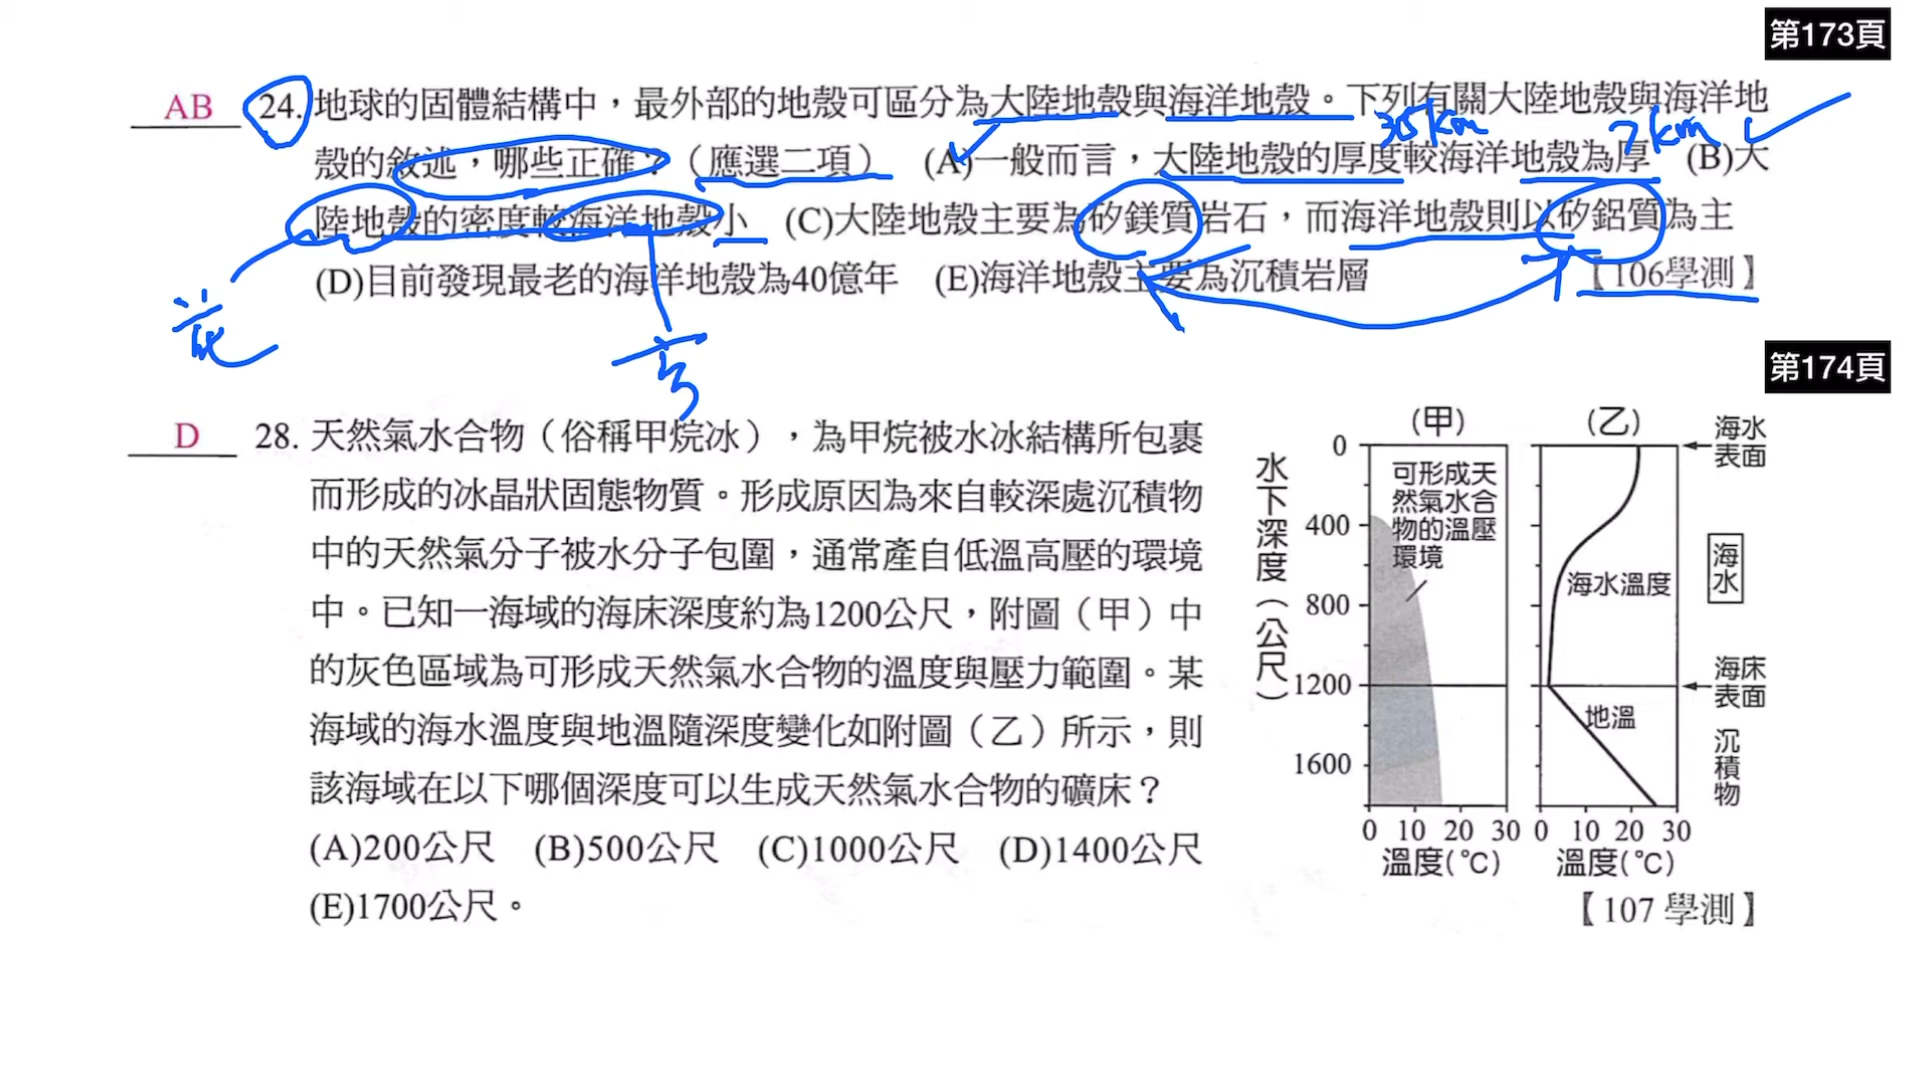 第173頁
AB 24. 地球的固體結構中，最外部的地殼可區分為大陸地殼與海洋地殼。下列有關大陸地殼與海洋地
35km 7km
殼的敘述，哪些正確？（應選二項） (A)一般而言，大陸地殼的厚度較海洋地殼為厚 (B)大
陸地殼的密度較海洋地殼小 (C)大陸地殼主要為矽鎂質岩石，而海洋地殼則以矽鋁質為主
(D)目前發現最老的海洋地殼為40億年 (E)海洋地殼主要為沉積岩層 【106學測】
第174頁
D 28. 天然氣水合物（俗稱甲烷冰），為甲烷被水冰結構所包裹
而形成的冰晶狀固態物質。形成原因為來自較深處沉積物
中的天然氣分子被水分子包圍，通常產自低溫高壓的環境
中。已知一海域的海床深度約為1200公尺，附圖（甲）中
的灰色區域為可形成天然氣水合物的溫度與壓力範圍。某
海域的海水溫度與地溫隨深度變化如附圖（乙）所示，則
該海域在以下哪個深度可以生成天然氣水合物的礦床？
(A)200公尺 (B)500公尺 (C)1000公尺 (D)1400公尺
(E)1700公尺。
（甲） （乙）
水下深度（公尺）
0
400
800
1200
1600
可形成天
然氣水合
物的溫壓
環境
0 10 20 30
溫度(℃)
海水溫度
地溫
0 10 20 30
溫度(℃)
海水
表面
海水
海床
表面
沉積物
【107 學測】